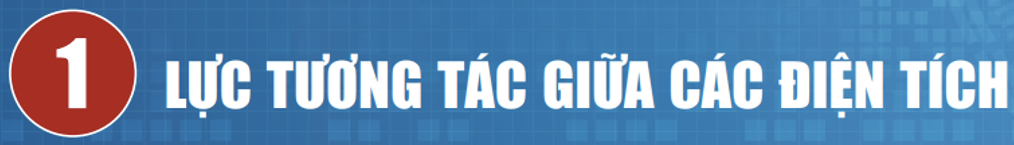 1
LỰC TƯƠNG TÁC GIỮA CÁC ĐIỆN TÍCH